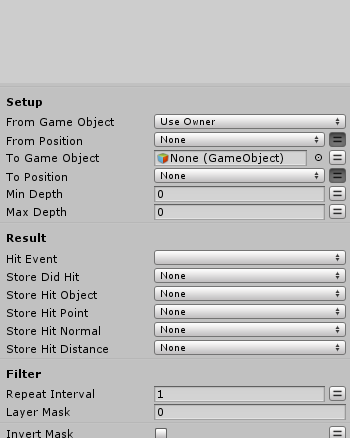 Setup
From Game Object Use Owner
From Position None
To Game Object None (GameObject)
To Position None
Min Depth 0
Max Depth 0
Result
Hit Event
Store Did Hit None
Store Hit Object None
Store Hit Point None
Store Hit Normal None
Store Hit Distance None
Filter
Repeat Interval 1
Layer Mask 0
Invert Mask